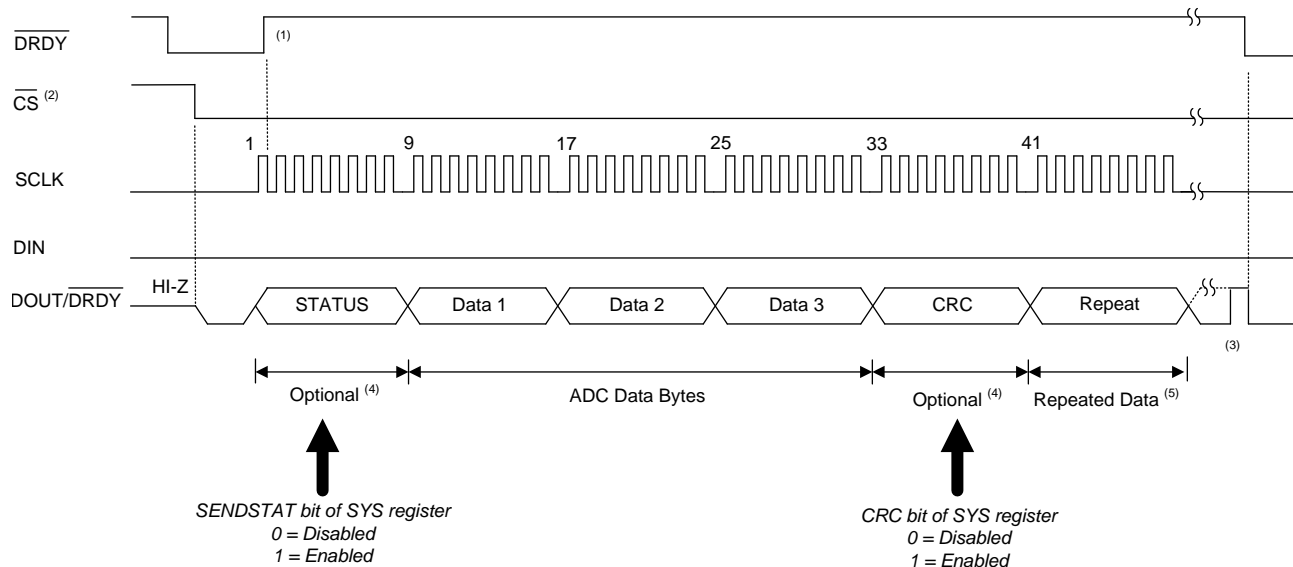 DRDY
(1)
CS (2)
1 9 17 25 33 41
SCLK
DIN
HI-Z
DOUT/DRDY
STATUS Data 1 Data 2 Data 3 CRC Repeat
(3)
Optional (4) ADC Data Bytes Optional (4) Repeated Data (5)
SENDSTAT bit of SYS register
0 = Disabled
1 = Enabled
CRC bit of SYS register
0 = Disabled
1 = Enabled